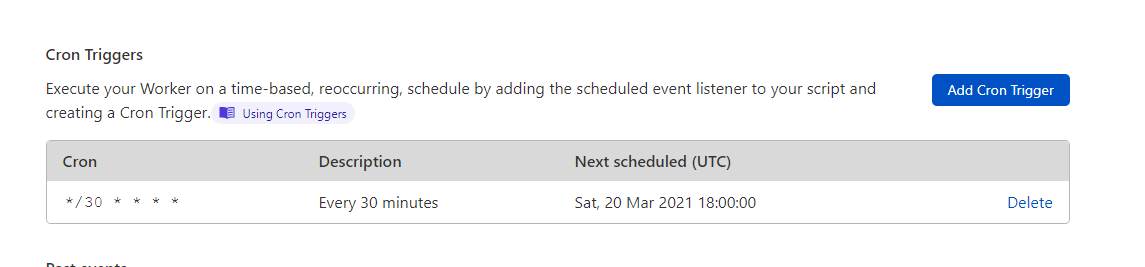 Cron Triggers
Execute your Worker on a time-based, reoccurring, schedule by adding the scheduled event listener to your script and
creating a Cron Trigger. Using Cron Triggers
Add Cron Trigger
Cron Description Next scheduled (UTC)
*/30 * * * * Every 30 minutes Sat, 20 Mar 2021 18:00:00 Delete
Past events